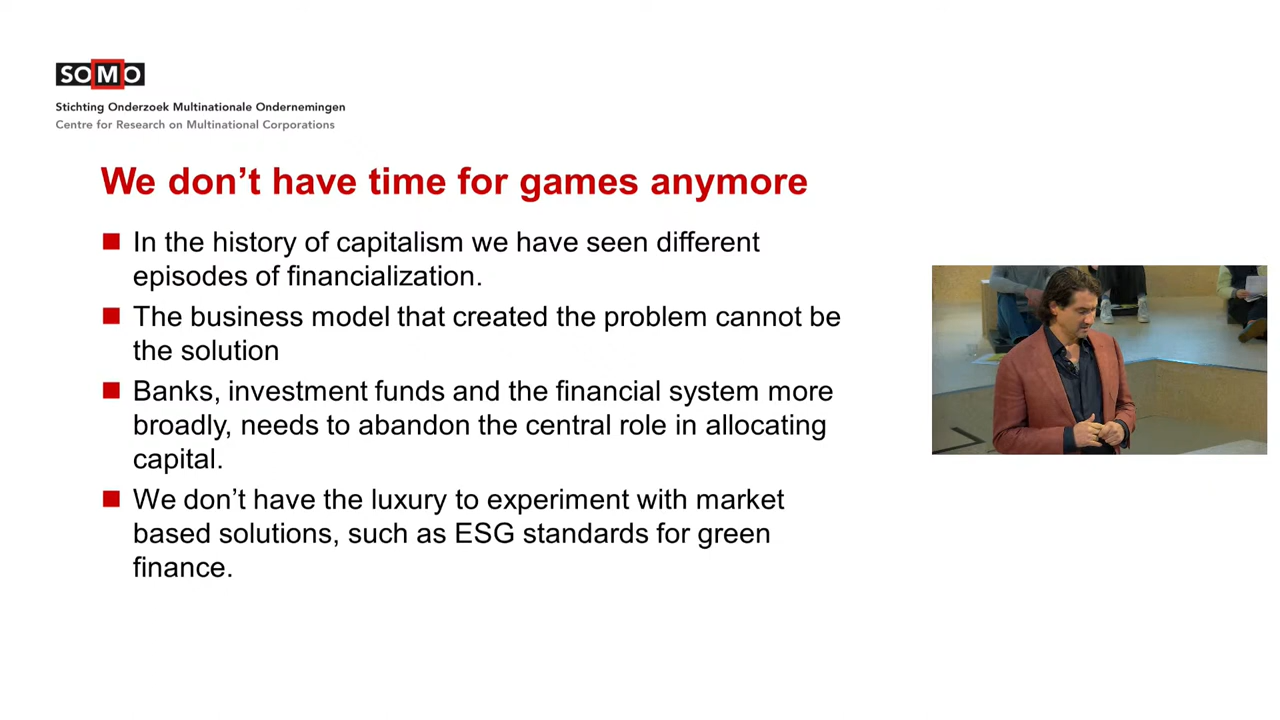 SOMO
Stichting Onderzoek Multinationale Ondernemingen
Centre for Research on Multinational Corporations
We don’t have time for games anymore
In the history of capitalism we have seen different
episodes of financialization.
The business model that created the problem cannot be
the solution
Banks, investment funds and the financial system more
broadly, needs to abandon the central role in allocating
capital.
We don’t have the luxury to experiment with market
based solutions, such as ESG standards for green
finance.